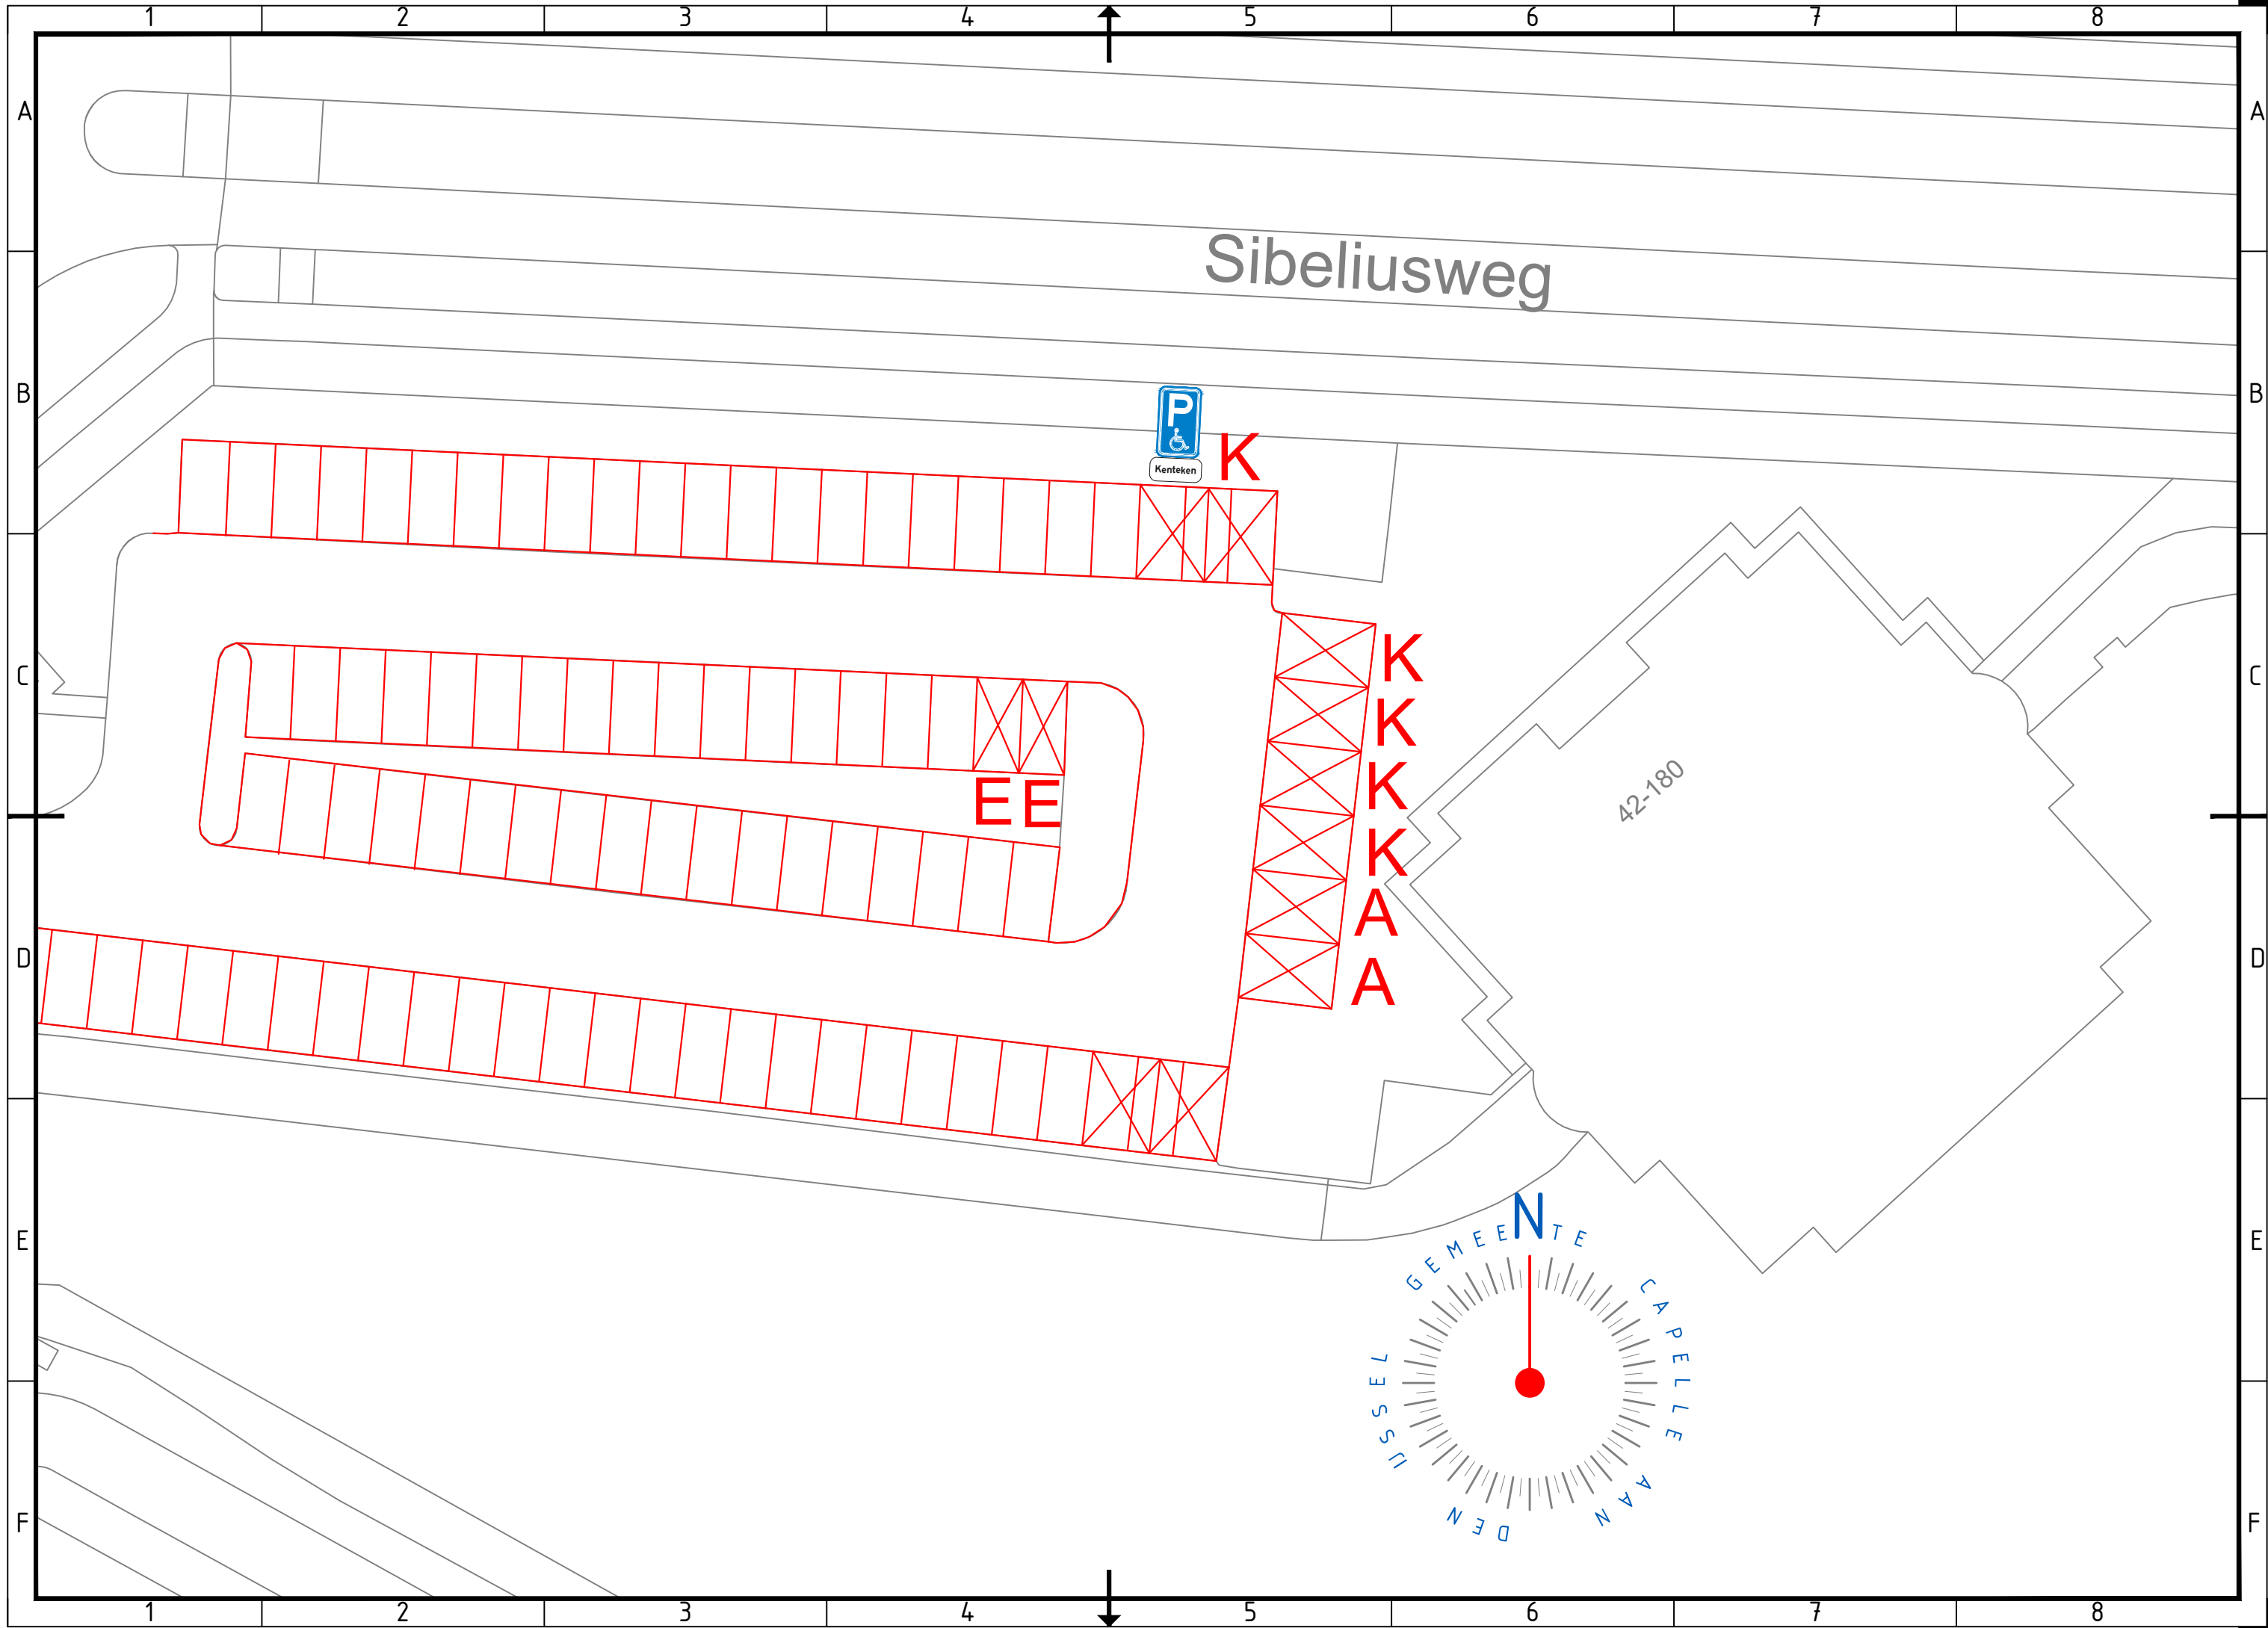 1 2 3 4 5 6 7 8
A A
Sibeliusweg
B B
P
Kenteken
K
K
C C
K
K
42-180
E E
K
A
D D
A
E E
N
GEMEENTE CAPELLE AAN DEN IJSSEL
F F
1 2 3 4 5 6 7 8